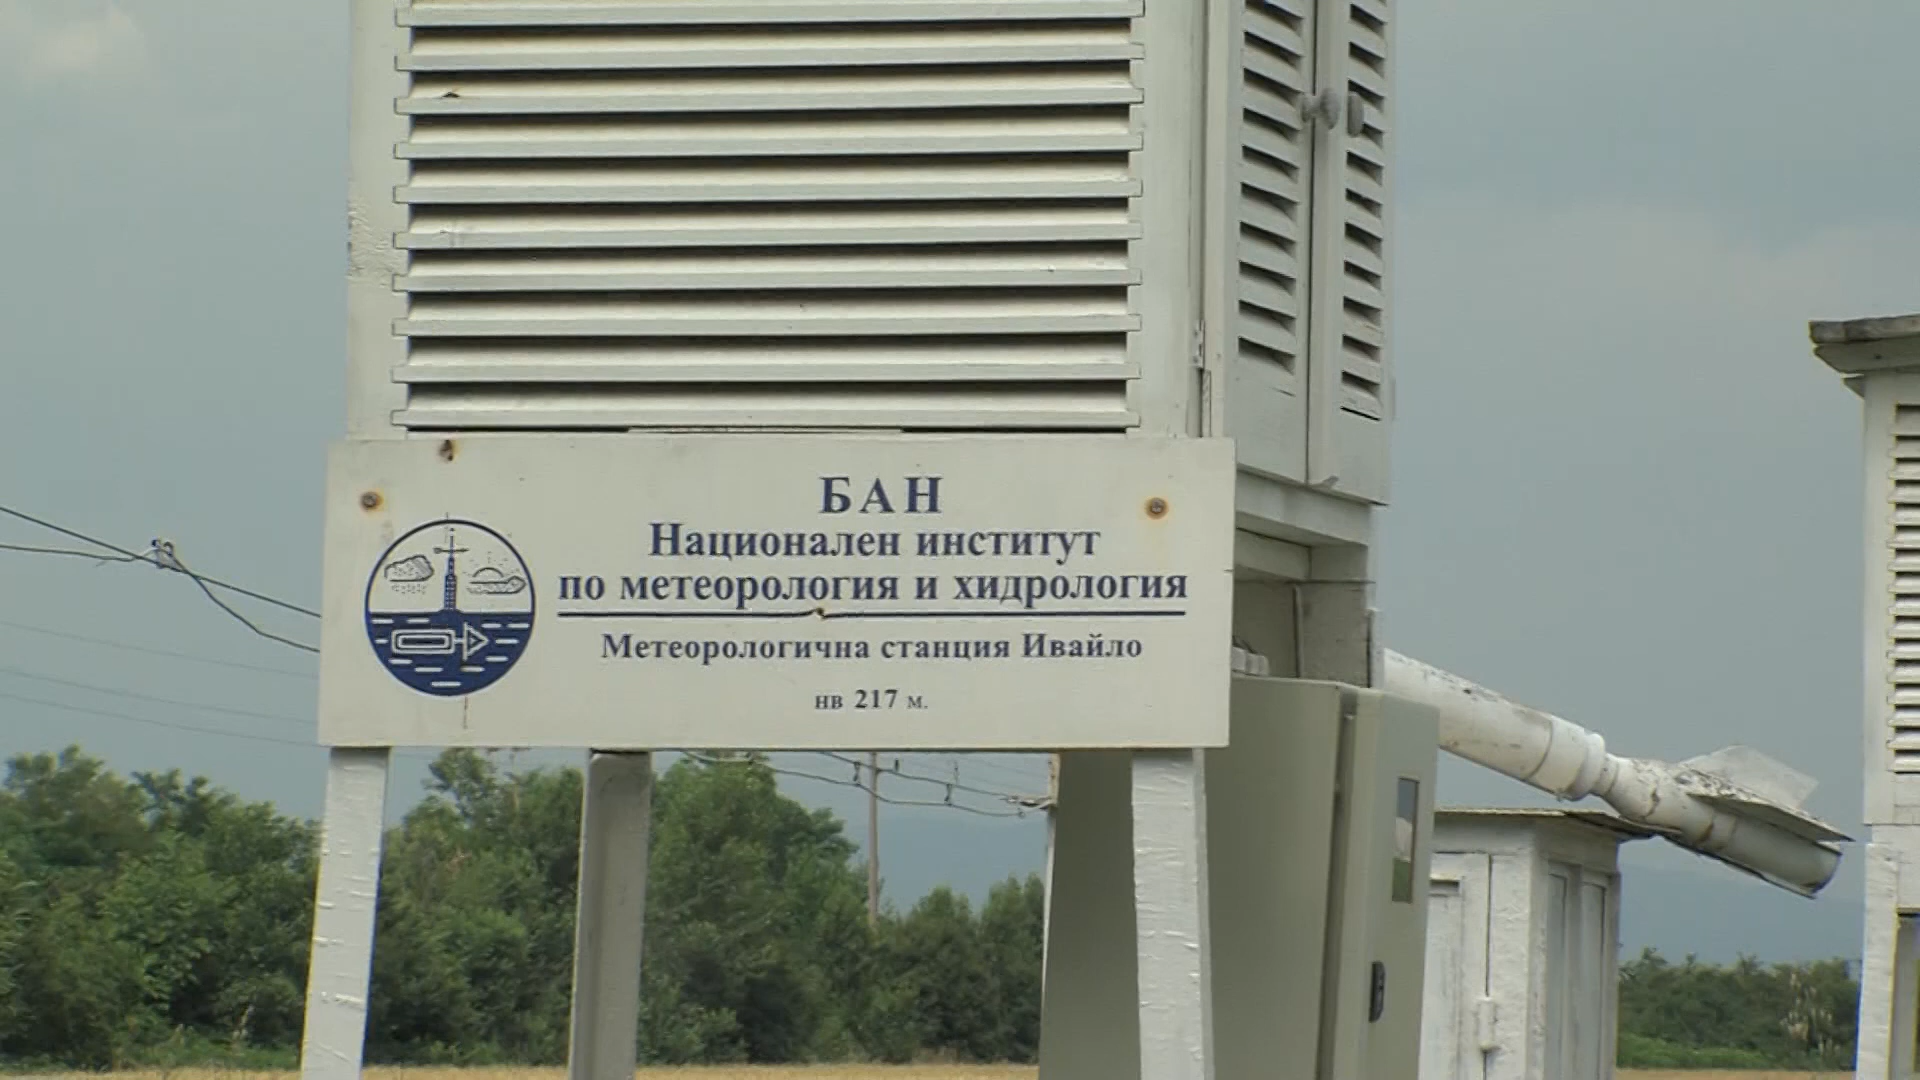 БАН
Национален институт
по метеорология и хидрология
Метеорологична станция Ивайло
нв 217 м.